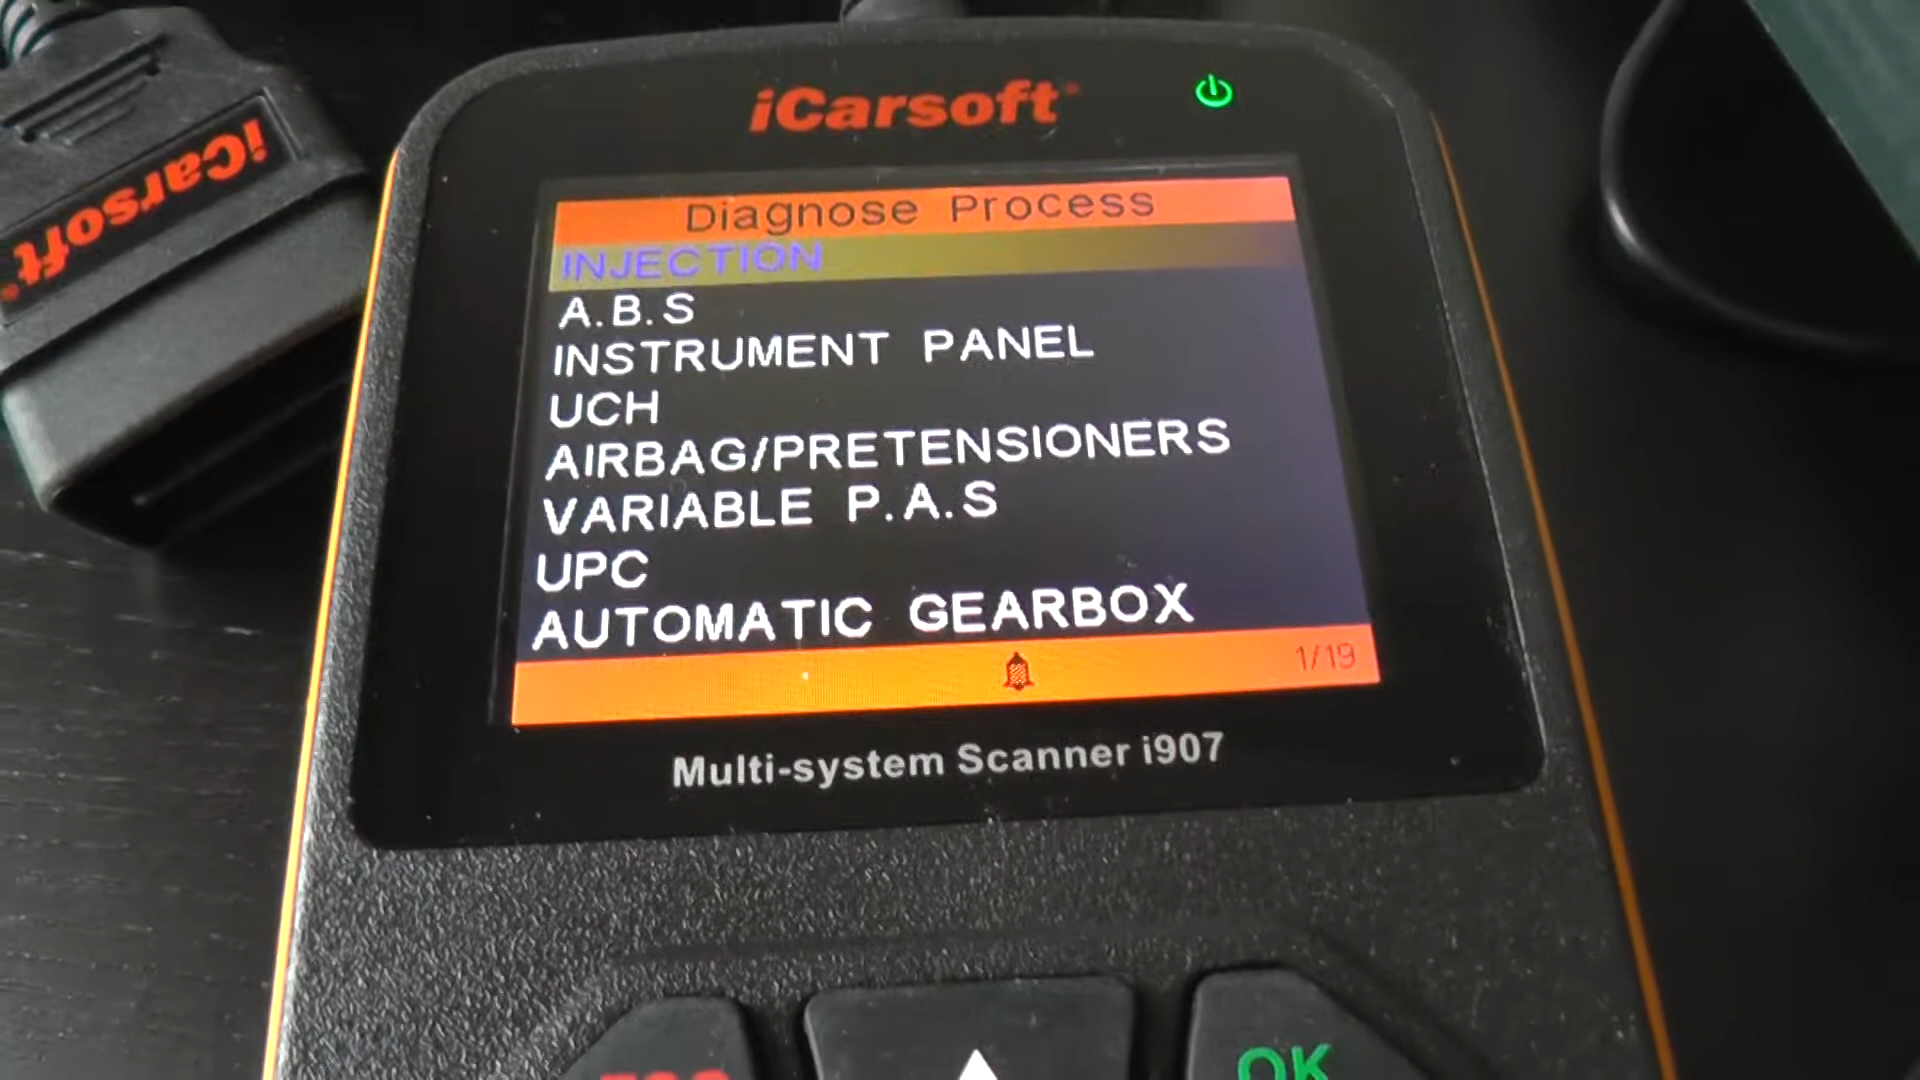 iCarsoft
iCarsoft
Diagnose Process
INJECTION
A.B.S
INSTRUMENT PANEL
UCH
AIRBAG/PRETENSIONERS
VARIABLE P.A.S
UPC
AUTOMATIC GEARBOX
1/19
Multi-system Scanner i907
OK